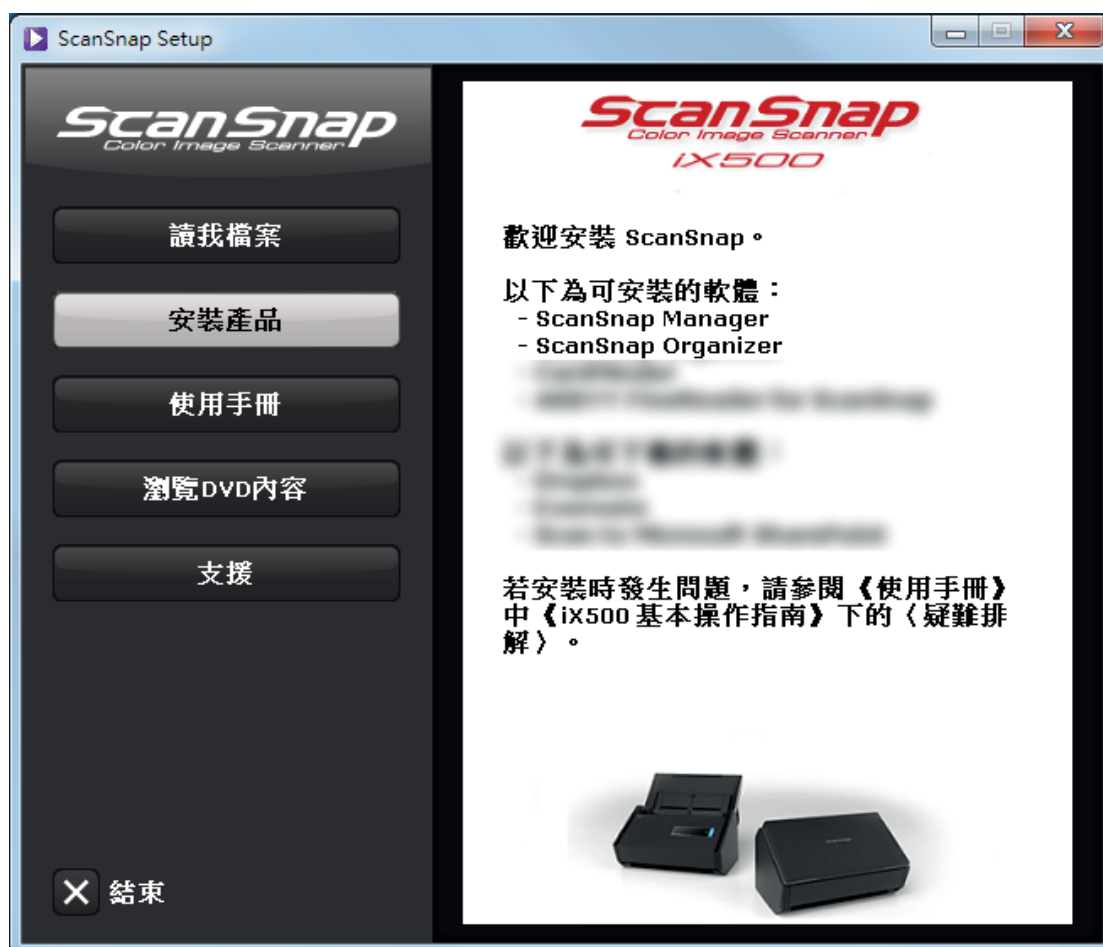 ScanSnap Setup
ScanSnap
Color Image Scanner
讀我檔案
安裝產品
使用手冊
瀏覽DVD內容
支援
結束
ScanSnap
Color Image Scanner
iX500
歡迎安裝 ScanSnap。
以下為可安裝的軟體：
- ScanSnap Manager
- ScanSnap Organizer
若安裝時發生問題，請參閱《使用手冊》
中《iX500 基本操作指南》下的〈疑難排
解〉。